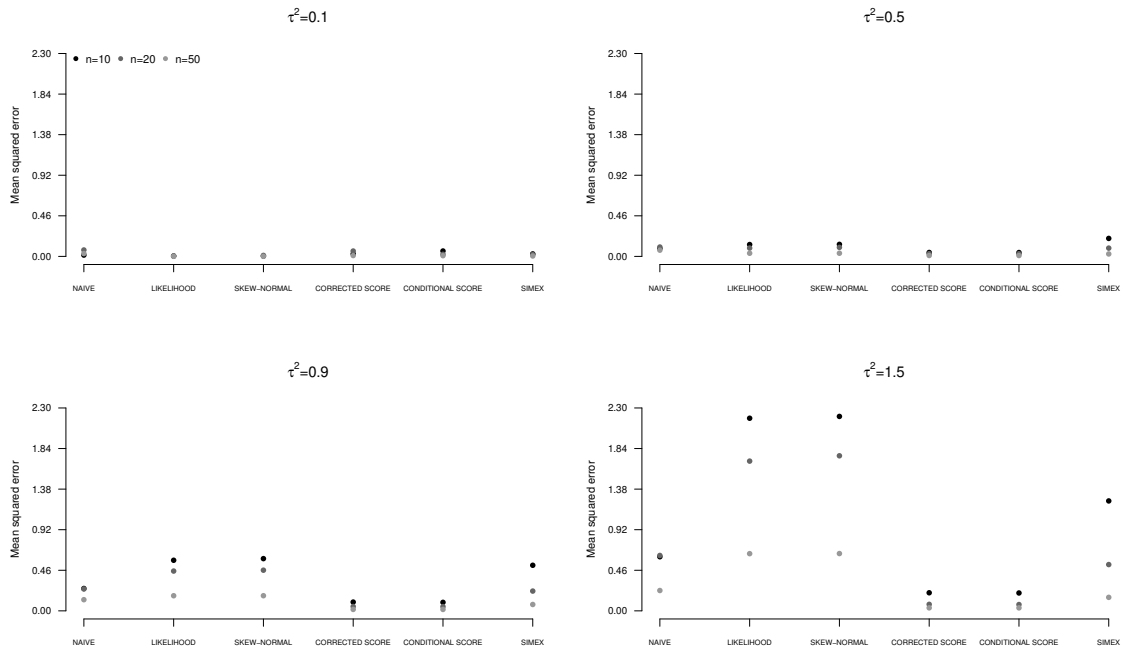 τ²=0.1
Mean squared error
2.30
1.84
1.38
0.92
0.46
0.00
n=10 n=20 n=50
NAIVE LIKELIHOOD SKEW−NORMAL CORRECTED SCORE CONDITIONAL SCORE SIMEX
τ²=0.5
Mean squared error
2.30
1.84
1.38
0.92
0.46
0.00
NAIVE LIKELIHOOD SKEW−NORMAL CORRECTED SCORE CONDITIONAL SCORE SIMEX
τ²=0.9
Mean squared error
2.30
1.84
1.38
0.92
0.46
0.00
NAIVE LIKELIHOOD SKEW−NORMAL CORRECTED SCORE CONDITIONAL SCORE SIMEX
τ²=1.5
Mean squared error
2.30
1.84
1.38
0.92
0.46
0.00
NAIVE LIKELIHOOD SKEW−NORMAL CORRECTED SCORE CONDITIONAL SCORE SIMEX